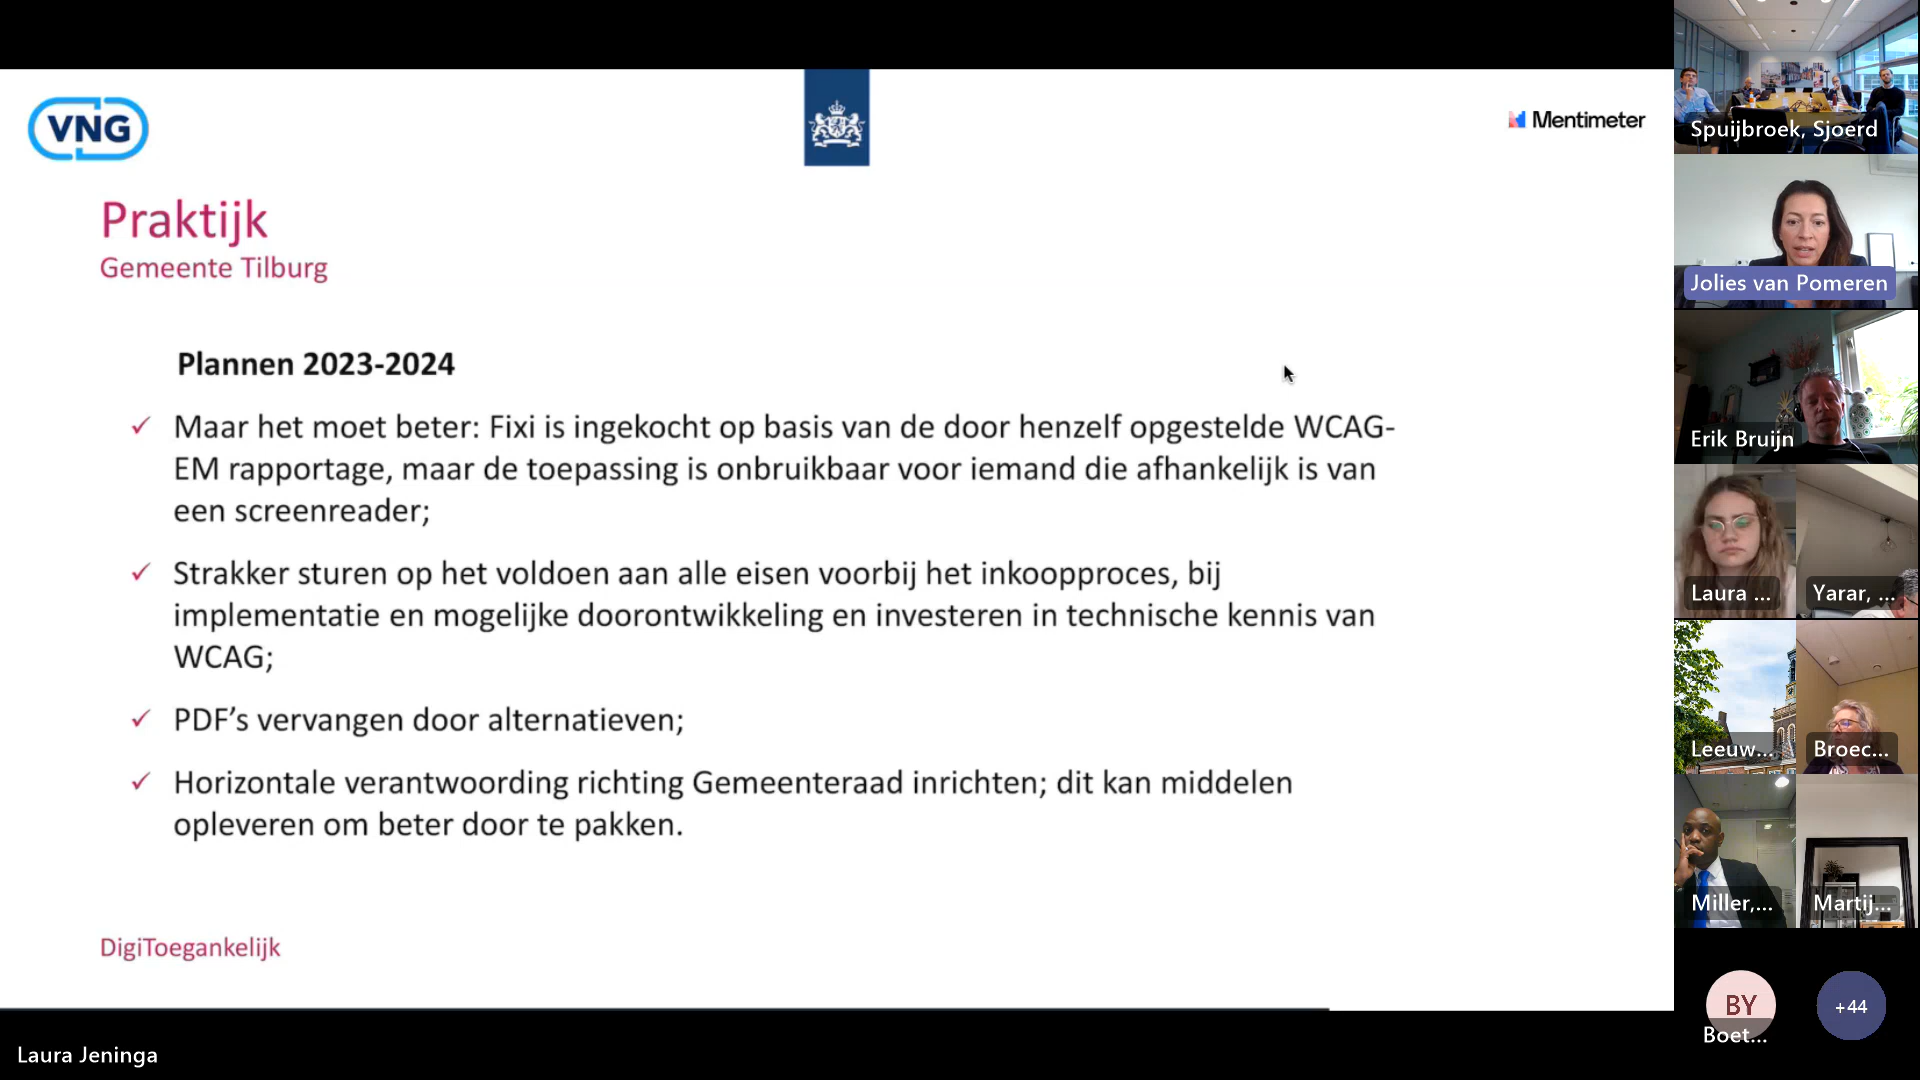 VNG
Mentimeter
Praktijk
Gemeente Tilburg
Plannen 2023-2024
✓ Maar het moet beter: Fixi is ingekocht op basis van de door henzelf opgestelde WCAG-
EM rapportage, maar de toepassing is onbruikbaar voor iemand die afhankelijk is van
een screenreader;
✓ Strakker sturen op het voldoen aan alle eisen voorbij het inkoopproces, bij
implementatie en mogelijke doorontwikkeling en investeren in technische kennis van
WCAG;
✓ PDF’s vervangen door alternatieven;
✓ Horizontale verantwoording richting Gemeenteraad inrichten; dit kan middelen
opleveren om beter door te pakken.
DigiToegankelijk
Laura Jeninga
Spuijbroek, Sjoerd
Jolies van Pomeren
Erik Bruijn
Laura ...
Yarar, ...
Leeuw...
Broec...
Miller,...
Martij...
BY
Boet...
+44